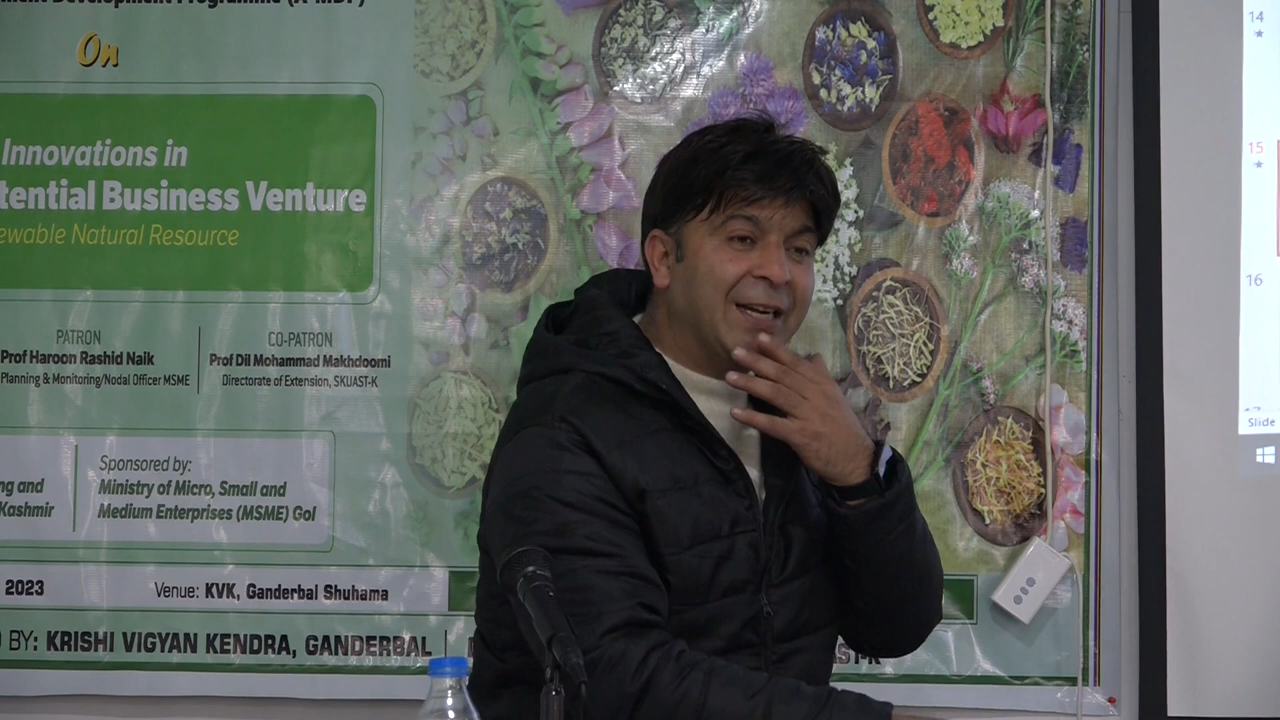 On
Innovations in
tential Business Venture
ewable Natural Resource
PATRON
Prof Haroon Rashid Naik
Planning & Monitoring/Nodal Officer MSME
CO-PATRON
Prof Dil Mohammad Makhdoomi
Directorate of Extension, SKUAST-K
ng and
Kashmir
Sponsored by:
Ministry of Micro, Small and
Medium Enterprises (MSME) GoI
2023
Venue: KVK, Ganderbal Shuhama
BY: KRISHI VIGYAN KENDRA, GANDERBAL
14
15
16
Slide